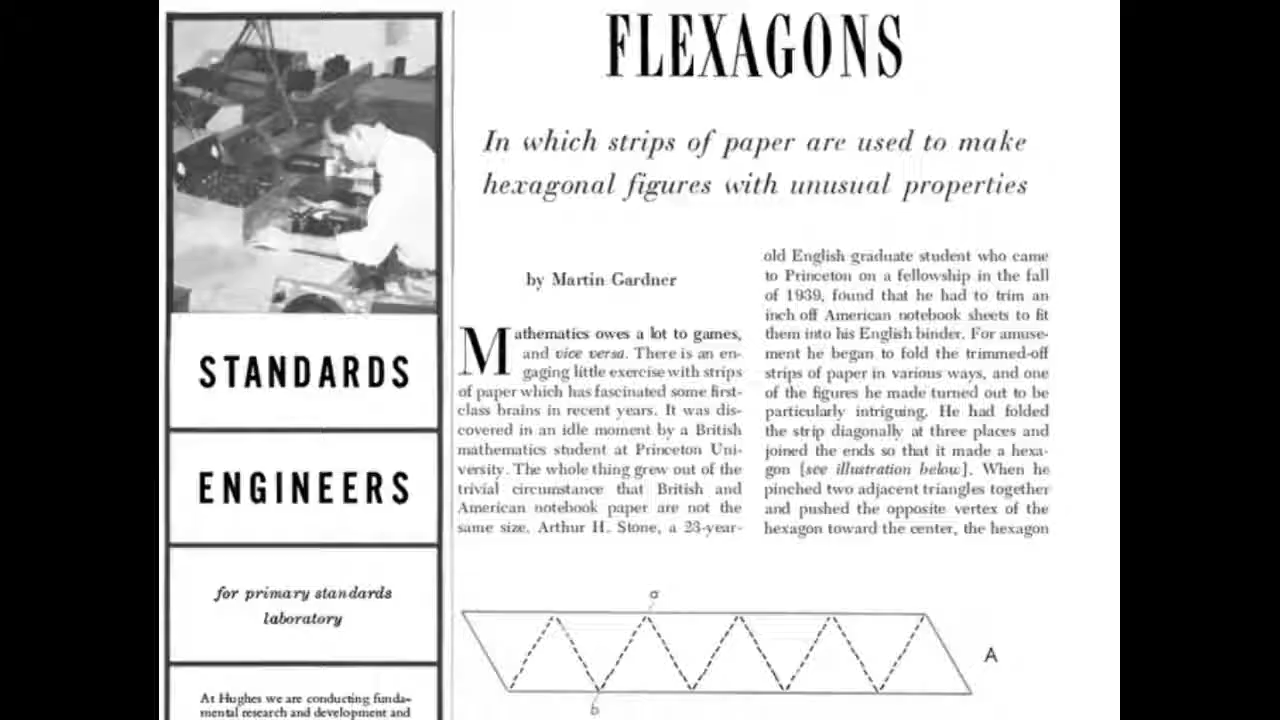 STANDARDS
ENGINEERS
for primary standards
laboratory
At Hughes we are conducting funda-
mental research and development and
FLEXAGONS
In which strips of paper are used to make
hexagonal figures with unusual properties
by Martin Gardner
Mathematics owes a lot to games,
and vice versa. There is an en-
gaging little exercise with strips
of paper which has fascinated some first-
class brains in recent years. It was dis-
covered in an idle moment by a British
mathematics student at Princeton Uni-
versity. The whole thing grew out of the
trivial circumstance that British and
American notebook paper are not the
same size. Arthur H. Stone, a 23-year-
old English graduate student who came
to Princeton on a fellowship in the fall
of 1939, found that he had to trim an
inch off American notebook sheets to fit
them into his English binder. For amuse-
ment he began to fold the trimmed-off
strips of paper in various ways, and one
of the figures he made turned out to be
particularly intriguing. He had folded
the strip diagonally at three places and
joined the ends so that it made a hexa-
gon [see illustration below]. When he
pinched two adjacent triangles together
and pushed the opposite vertex of the
hexagon toward the center, the hexagon
a
A
b